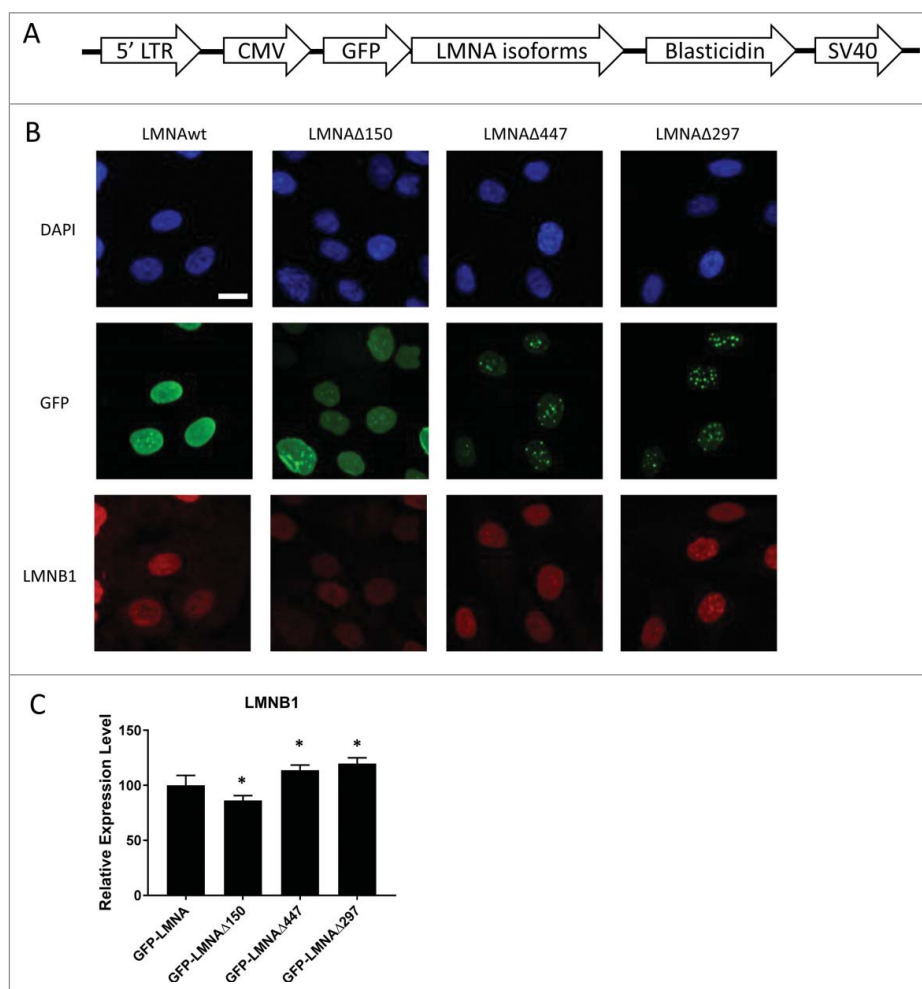 A
5’ LTR CMV GFP LMNA isoforms Blasticidin SV40
B
LMNAwt LMNAΔ150 LMNAΔ447 LMNAΔ297
DAPI
GFP
LMNB1
C
LMNB1
Relative Expression Level
150
100
50
0
* * *
GFP-LMNA GFP-LMNAΔ150 GFP-LMNAΔ447 GFP-LMNAΔ297